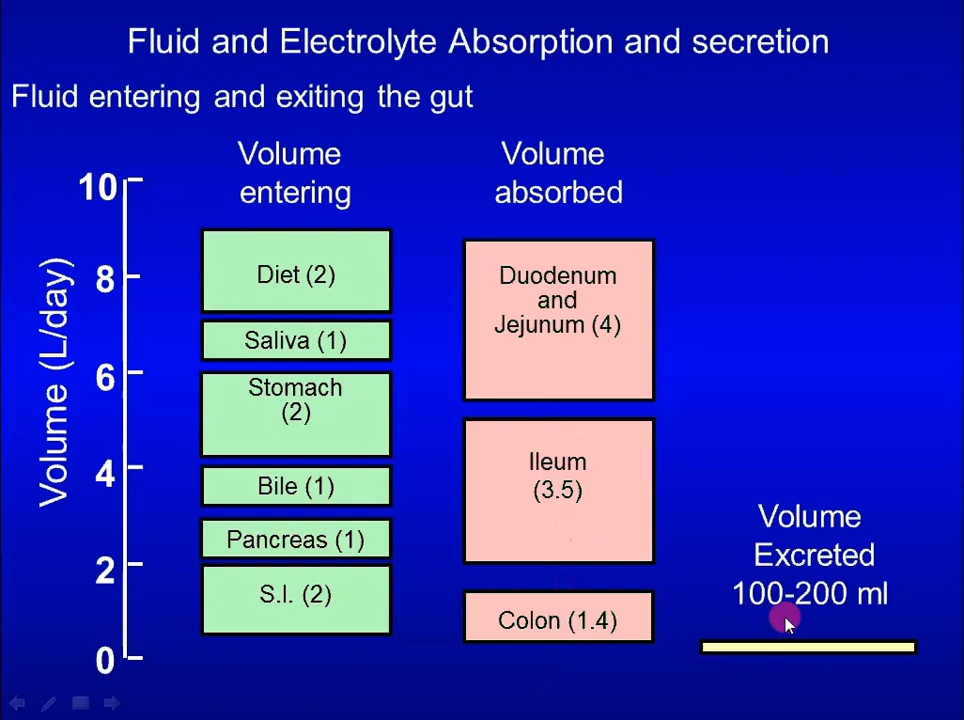 Fluid and Electrolyte Absorption and secretion
Fluid entering and exiting the gut
Volume
entering
Volume
absorbed
Volume (L/day)
10
8
6
4
2
0
Diet (2)
Saliva (1)
Stomach
(2)
Bile (1)
Pancreas (1)
S.I. (2)
Duodenum
and
Jejunum (4)
Ileum
(3.5)
Colon (1.4)
Volume
Excreted
100-200 ml